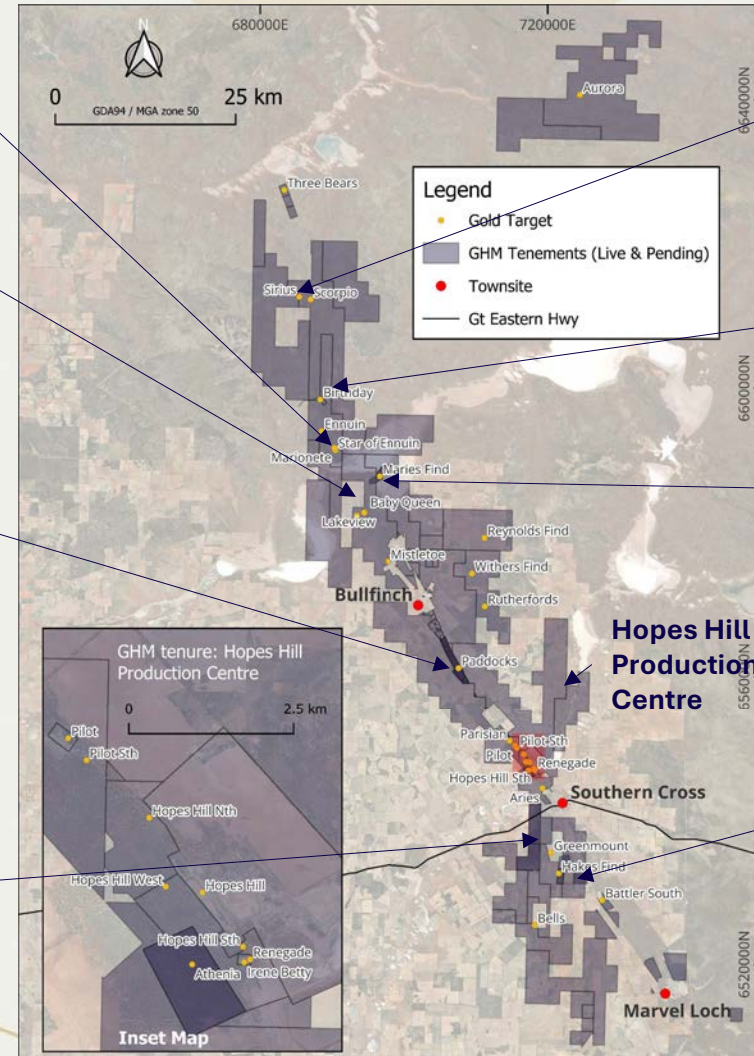 680000E
720000E
0
25 km
GDA94 / MGA zone 50
6640000N
Aurora
Three Bears
Legend
Gold Target
GHM Tenements (Live & Pending)
Townsite
Gt Eastern Hwy
Sirius
Scorpio
6600000N
Birthday
Ennuin
Star of Ennuin
Marionete
Maries Find
Baby Queen
Lakeview
Reynolds Find
Mistletoe
Withers Find
Bullfinch
Rutherfords
Hopes Hill
Production
Centre
6560000N
Paddocks
Parisian
Pilot Sth
Pilot
Renegade
Hopes Hill Sth
Aries
Southern Cross
Greenmount
Hakes Find
Battler South
Bells
6520000N
Marvel Loch
GHM tenure: Hopes Hill
Production Centre
0
2.5 km
Pilot
Pilot Sth
Hopes Hill Nth
Hopes Hill West
Hopes Hill
Hopes Hill Sth
Renegade
Athenia
Irene Betty
Inset Map